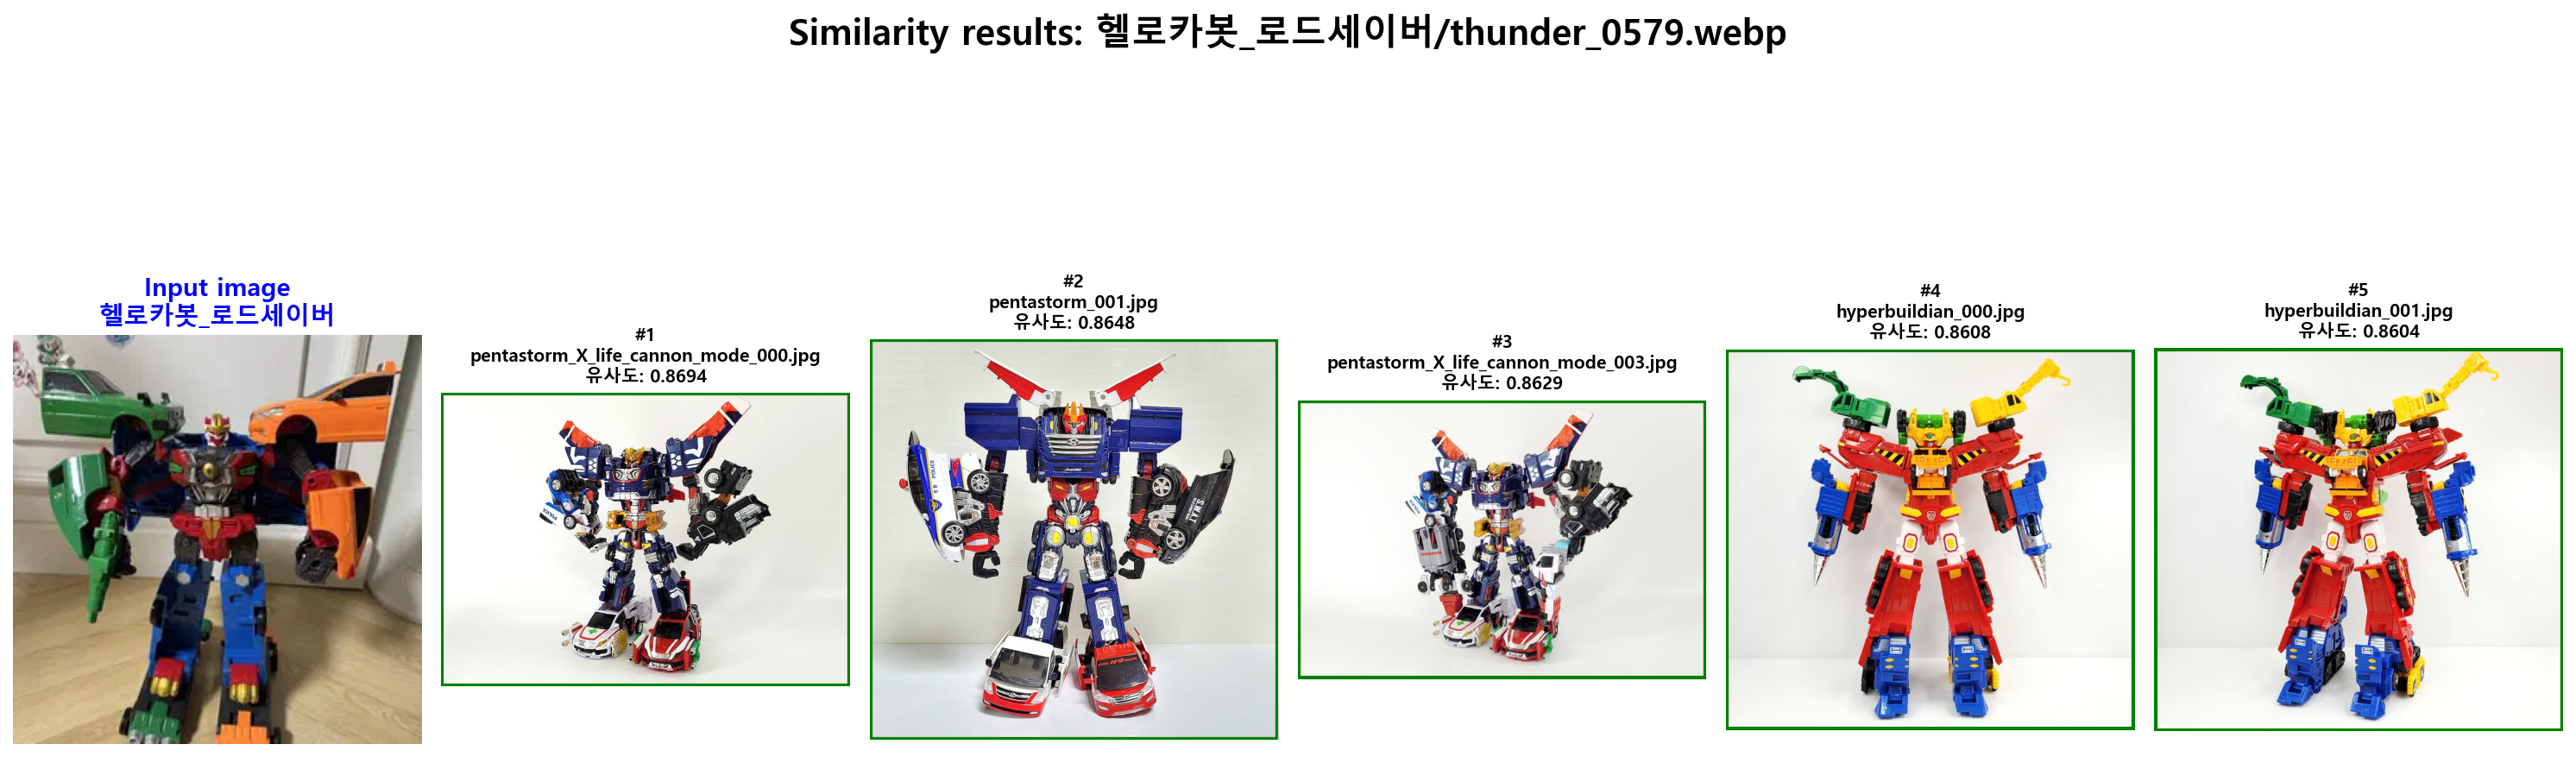 Similarity results: 헬로카봇_로드세이버/thunder_0579.webp
Input image
헬로카봇_로드세이버
#1
pentastorm_X_life_cannon_mode_000.jpg
유사도: 0.8694
#2
pentastorm_001.jpg
유사도: 0.8648
#3
pentastorm_X_life_cannon_mode_003.jpg
유사도: 0.8629
#4
hyperbuildian_000.jpg
유사도: 0.8608
#5
hyperbuildian_001.jpg
유사도: 0.8604
POLICE
S.W.A.T